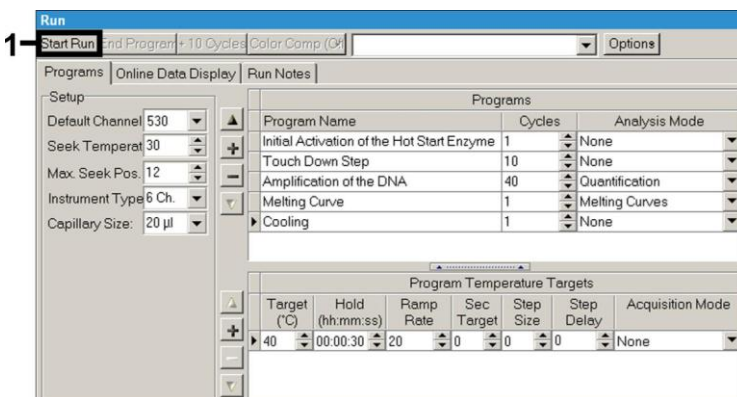 Run
1 Start Run End Program + 10 Cycles Color Comp (Off) Options
Programs Online Data Display Run Notes
Setup
Default Channel 530
Seek Temperat 30
Max. Seek Pos. 12
Instrument Type 6 Ch.
Capillary Size: 20 µl
Programs
Program Name Cycles Analysis Mode
Initial Activation of the Hot Start Enzyme 1 None
Touch Down Step 10 None
Amplification of the DNA 40 Quantification
Melting Curve 1 Melting Curves
Cooling 1 None
Program Temperature Targets
Target (°C) Hold (hh:mm:ss) Ramp Rate Sec Target Step Size Step Delay Acquisition Mode
40 00:00:30 20 0 0 0 None